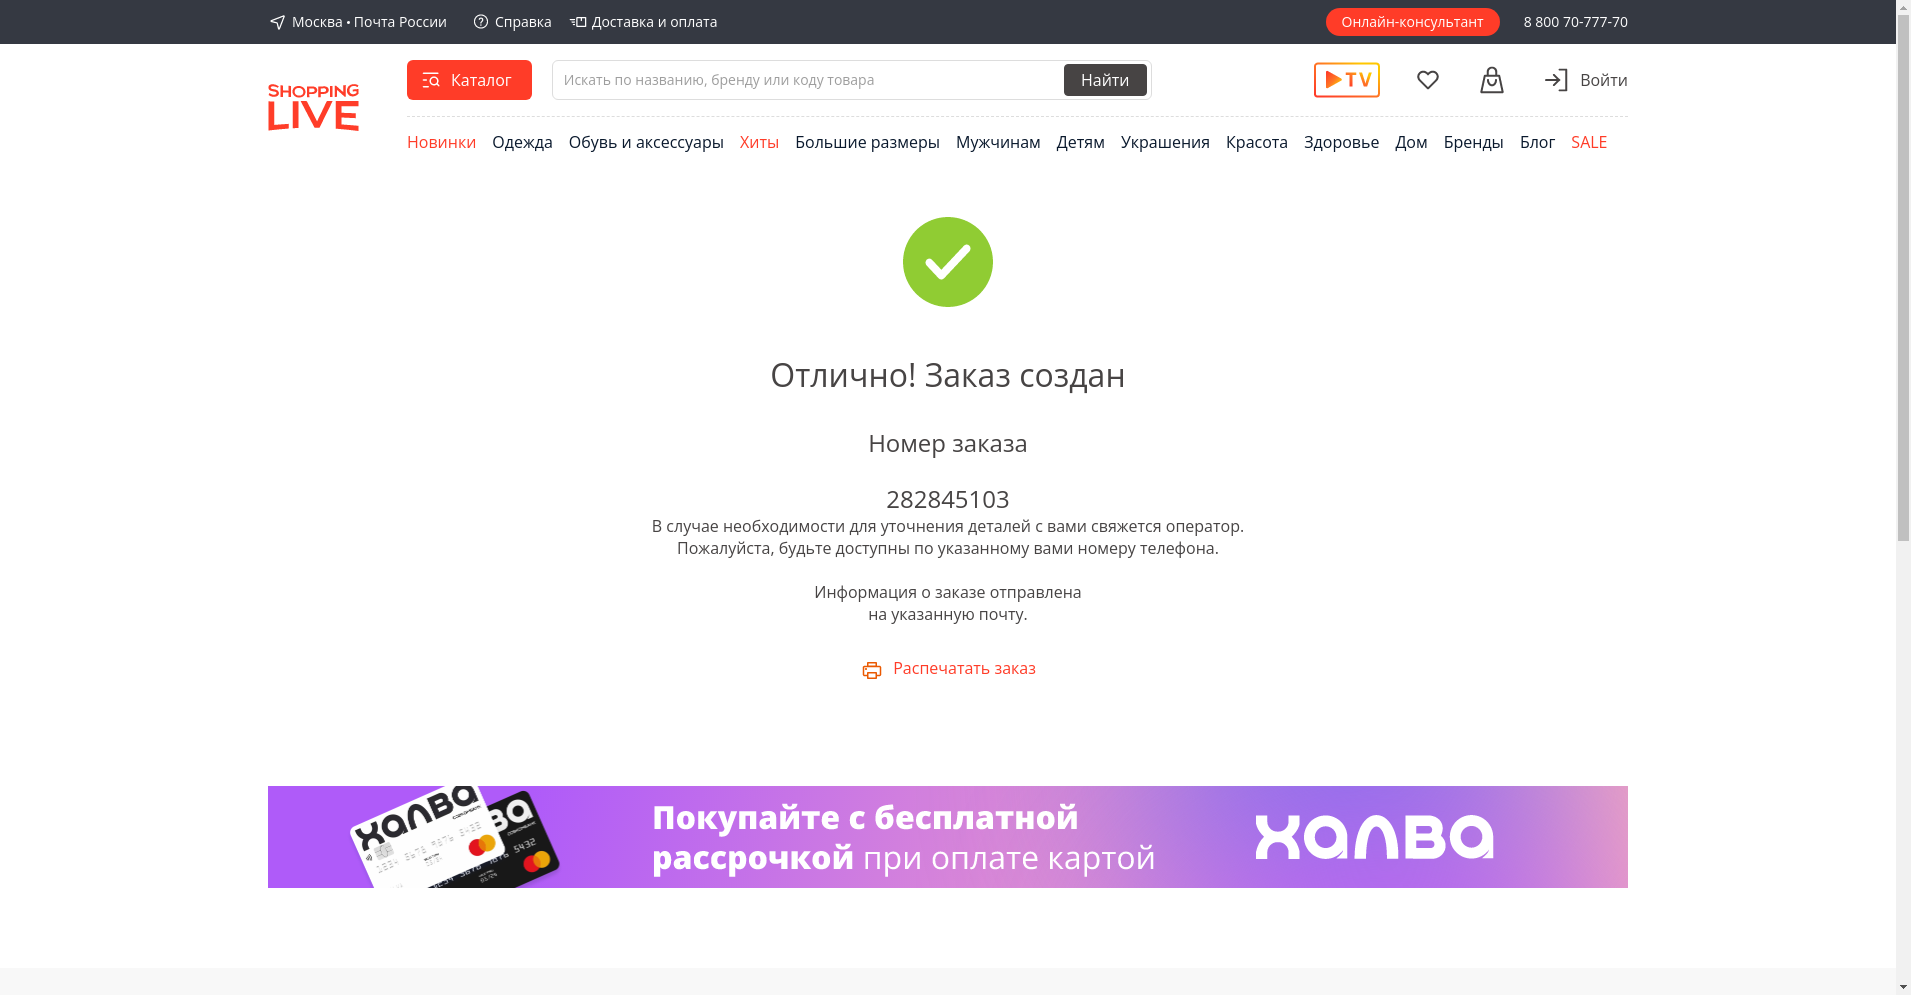 Москва • Почта России
Справка
Доставка и оплата
Онлайн-консультант
8 800 70-777-70
SHOPPING
LIVE
Каталог
Искать по названию, бренду или коду товара
Найти
TV
Войти
Новинки Одежда Обувь и аксессуары Хиты Большие размеры Мужчинам Детям Украшения Красота Здоровье Дом Бренды Блог SALE
Отлично! Заказ создан
Номер заказа
282845103
В случае необходимости для уточнения деталей с вами свяжется оператор.
Пожалуйста, будьте доступны по указанному вами номеру телефона.
Информация о заказе отправлена
на указанную почту.
Распечатать заказ
халва
Покупайте с бесплатной
рассрочкой при оплате картой
халва